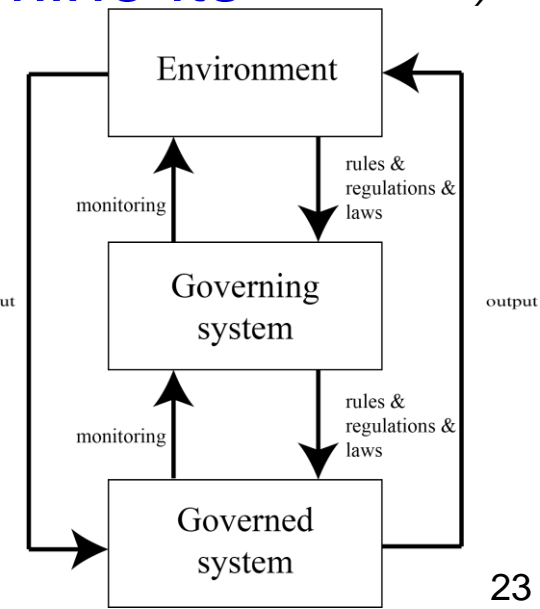 Environment
rules &
regulations &
laws
monitoring
Governing
system
output
rules &
regulations &
laws
monitoring
Governed
system
23